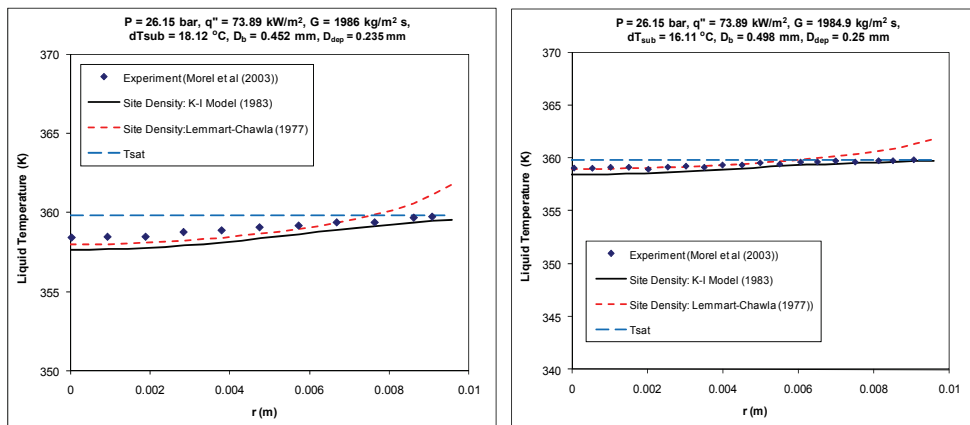 P = 26.15 bar, q" = 73.89 kW/m², G = 1986 kg/m² s,
dTsub = 18.12 °C, D_b = 0.452 mm, D_dep = 0.235 mm
370
365
360
355
350
Liquid Temperature (K)
Experiment (Morel et al (2003))
Site Density: K-I Model (1983)
Site Density:Lemmart-Chawla (1977)
Tsat
0 0.002 0.004 0.006 0.008 0.01
r (m)
P = 26.15 bar, q" = 73.89 kW/m², G = 1984.9 kg/m² s,
dT_sub = 16.11 °C, D_b = 0.498 mm, D_dep = 0.25 mm
370
365
360
355
350
345
340
Liquid Temperature (K)
Experiment (Morel et al (2003))
Site Density: K-I Model (1983)
Site Density: Lemmart-Chawla (1977))
Tsat
0 0.002 0.004 0.006 0.008 0.01
r (m)